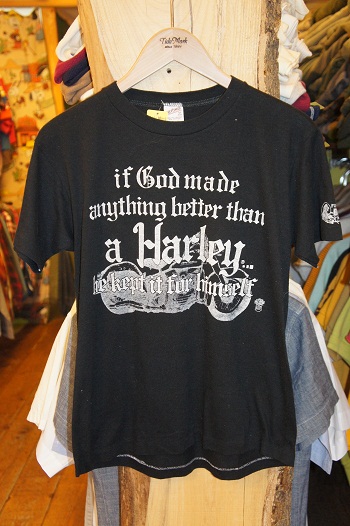 if God made
anything better than
a Harley...
he kept it for himself